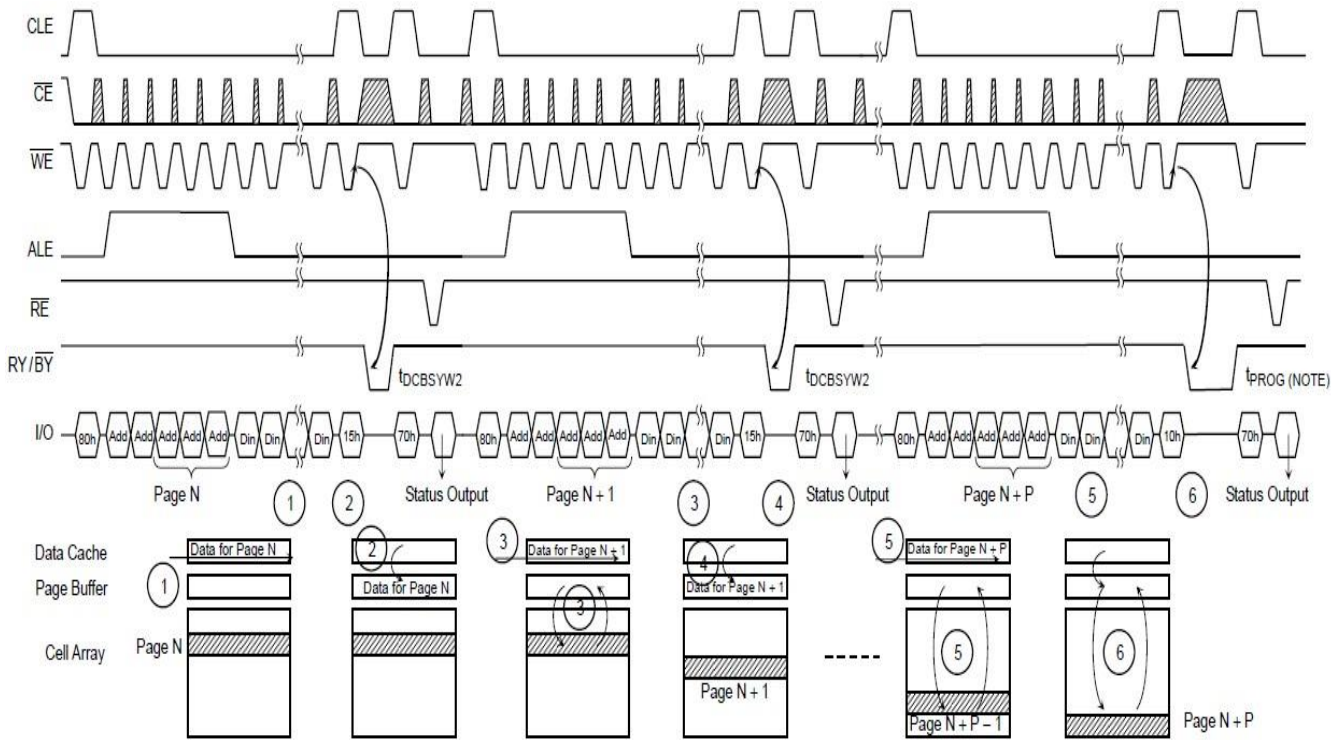 CLE
CE
WE
ALE
RE
RY/BY
tDCBSYW2
tDCBSYW2
tPROG (NOTE)
I/O
80h Add Add Add Add Add Din Din Din 15h 70h 80h Add Add Add Add Add Din Din Din 15h 70h 80h Add Add Add Add Add Din Din Din 10h 70h
Page N
Status Output
Page N + 1
Status Output
Page N + P
Status Output
1 2 3 4 5 6
Data Cache
Data for Page N
2
3
Data for Page N + 1
4
5
Data for Page N + P
Page Buffer
1
Data for Page N
3
Data for Page N + 1
Cell Array
Page N
Page N + 1
5
Page N + P – 1
6
Page N + P